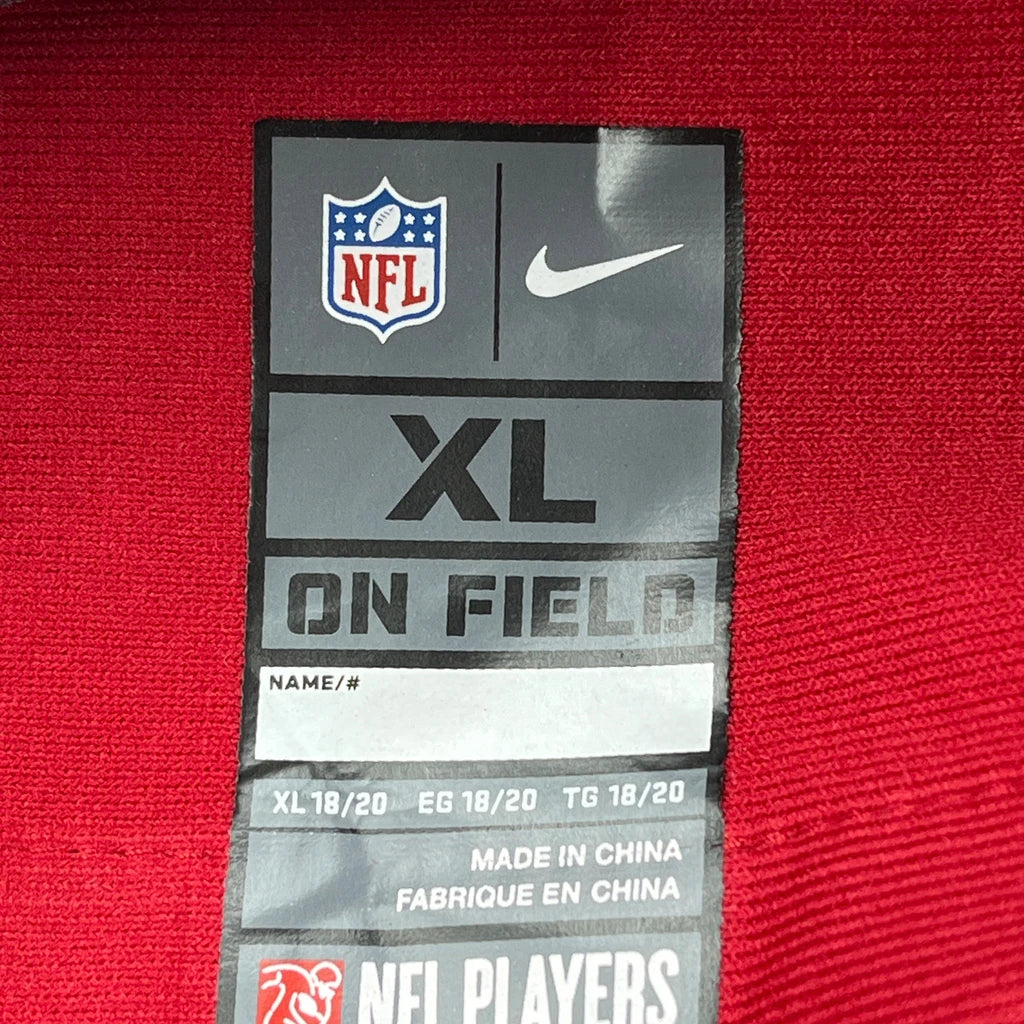 NFL
XL
ON FIELD
NAME/#
XL 18/20 EG 18/20 TG 18/20
MADE IN CHINA
FABRIQUE EN CHINA
NFL PLAYERS